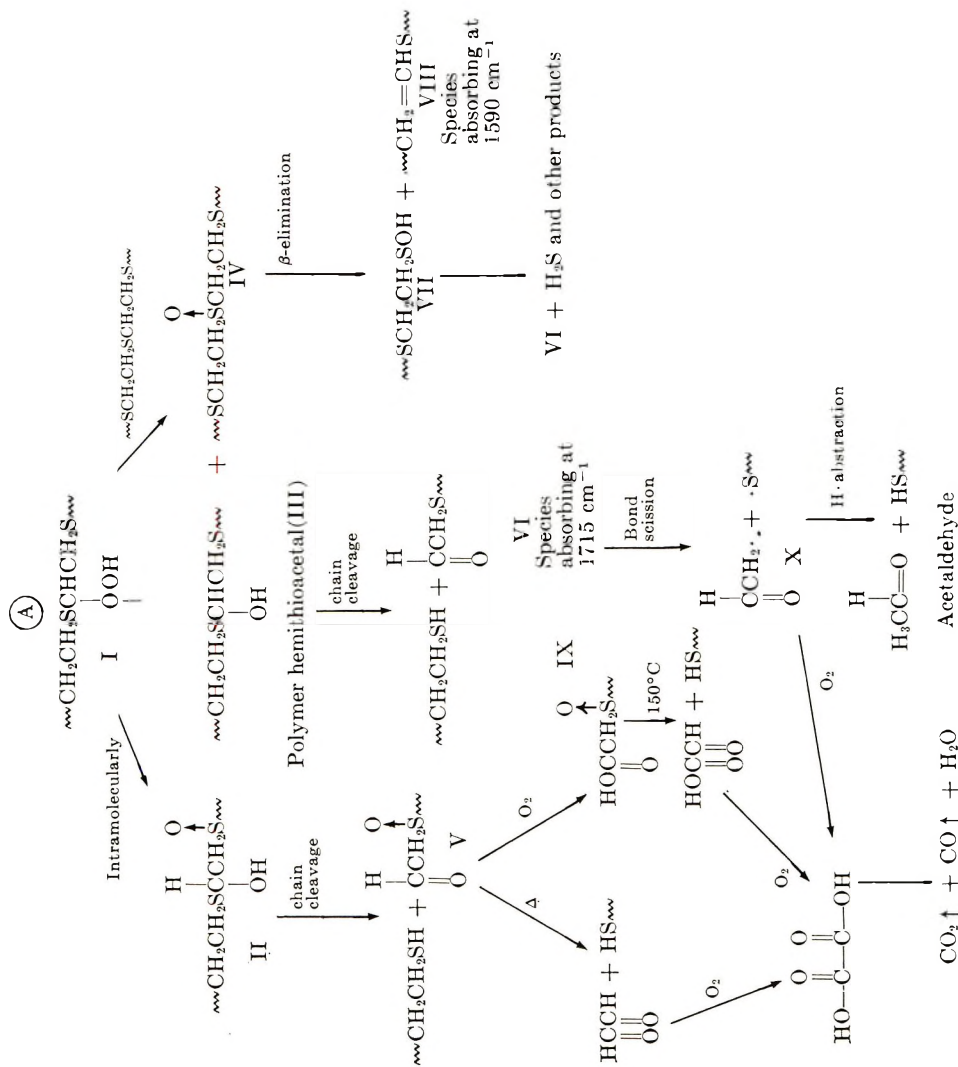 A
〰CH₂CH₂SCHCH₂S〰
OOH
I
Intramolecularly
〰SCH₂CH₂SCH₂CH₂S〰
H O
〰CH₂CH₂SCCH₂S〰
OH
II
〰CH₂CH₂SCHCH₂S〰
OH
Polymer hemithioacetal(III)
+
O
〰SCH₂CH₂SCH₂CH₂S〰
IV
chain
cleavage
chain
cleavage
β-elimination
H O
〰CH₂CH₂SH + CCH₂S〰
O
V
H
〰CH₂CH₂SH + CCH₂S〰
O
〰SCH₂CH₂SOH + 〰CH₂=CHS〰
VII VIII
Species
absorbing at
1590 cm⁻¹
VI
Species
absorbing at
1715 cm⁻¹
VI + H₂S and other products
Δ
O₂
O IX
HOCCH₂S〰
O
150°C
Bond
scission
HCCH + HS〰
OO
HOCCH + HS〰
OO
H
CCH₂· + ·S〰
O
X
O₂
O₂
O₂
H·abstraction
O O
HO—C—C—OH
H
H₃CC=O + HS〰
Acetaldehyde
CO₂↑ + CO↑ + H₂O